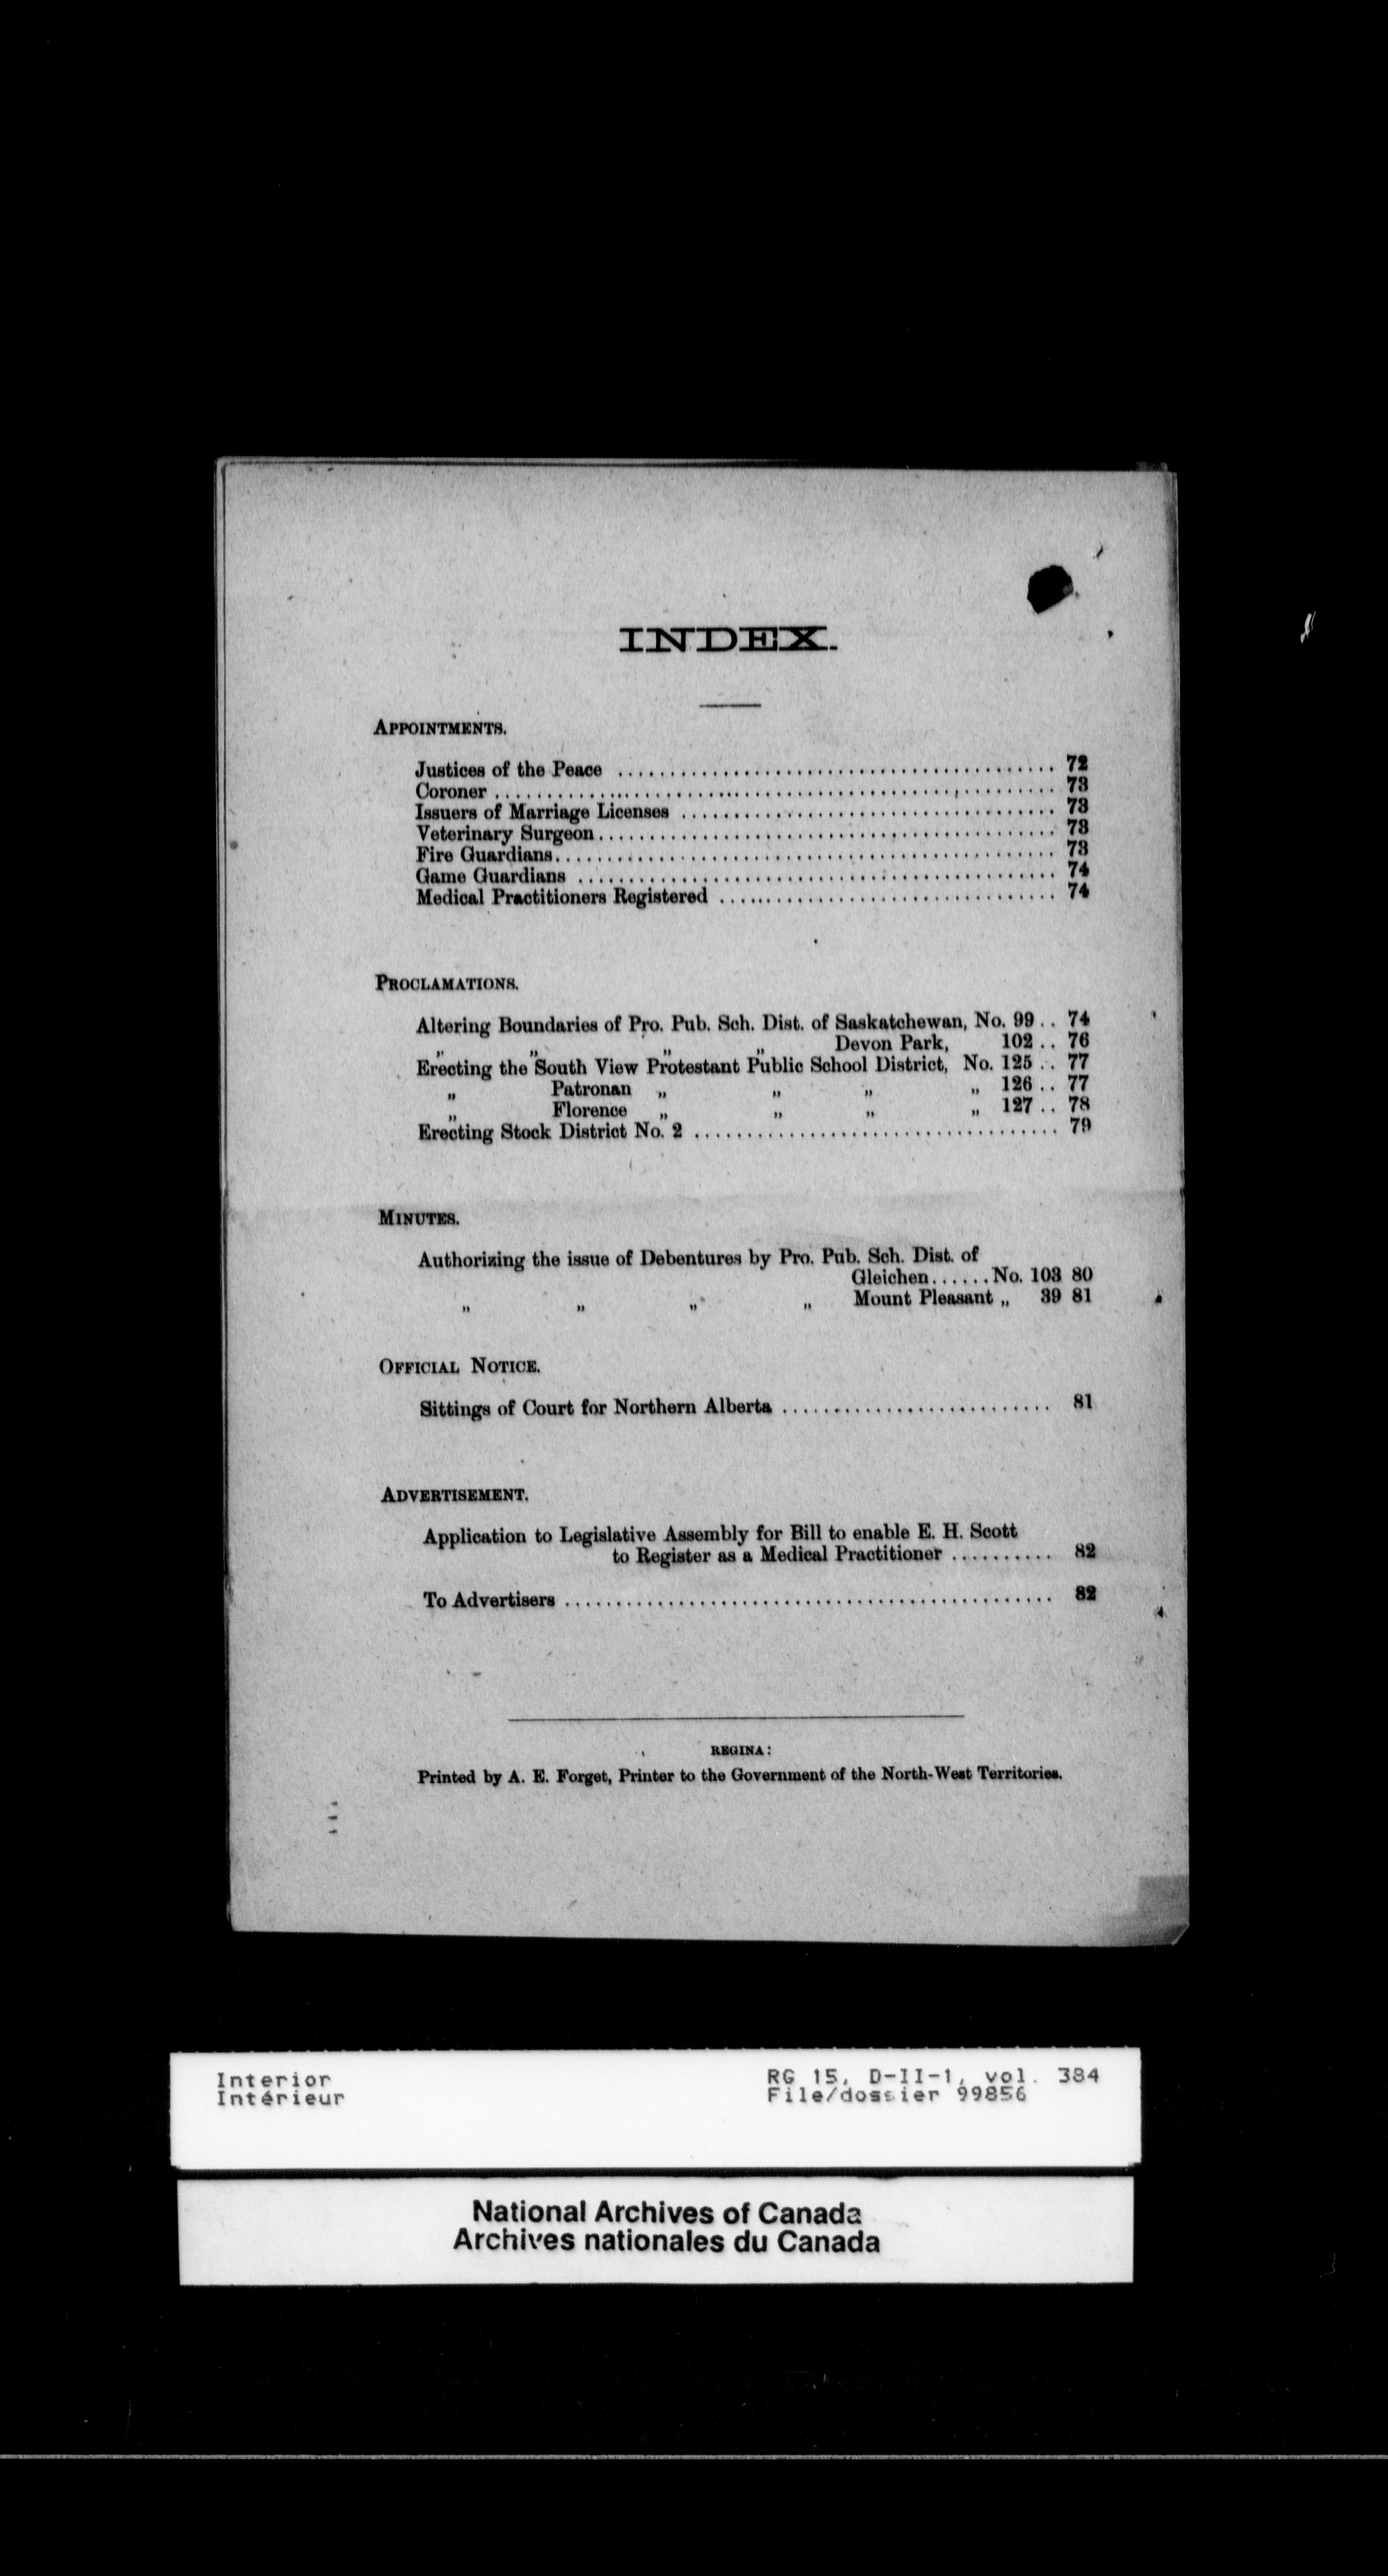 INDEX.
APPOINTMENTS.
Justices of the Peace ........................................ 72
Coroner ........................................ 73
Issuers of Marriage Licenses ........................................ 73
Veterinary Surgeon ........................................ 73
Fire Guardians ........................................ 73
Game Guardians ........................................ 74
Medical Practitioners Registered ........................................ 74
PROCLAMATIONS.
Altering Boundaries of Pro. Pub. Sch. Dist. of Saskatchewan, No. 99 .. 74
„ „ „ „ Devon Park, 102 .. 76
Erecting the South View Protestant Public School District, No. 125 .. 77
„ Patronan „ „ „ „ 126 .. 77
„ Florence „ „ „ „ 127 .. 78
Erecting Stock District No. 2 ........................................ 79
MINUTES.
Authorizing the issue of Debentures by Pro. Pub. Sch. Dist. of
Gleichen......No. 103 80
„ „ „ „ Mount Pleasant „ 39 81
OFFICIAL NOTICE.
Sittings of Court for Northern Alberta .......................... 81
ADVERTISEMENT.
Application to Legislative Assembly for Bill to enable E. H. Scott
to Register as a Medical Practitioner .......... 82
To Advertisers ........................................ 82
REGINA:
Printed by A. E. Forget, Printer to the Government of the North-West Territories.
Interior RG 15, D-II-1, vol. 384
Intérieur File/dossier 99856
National Archives of Canada
Archives nationales du Canada